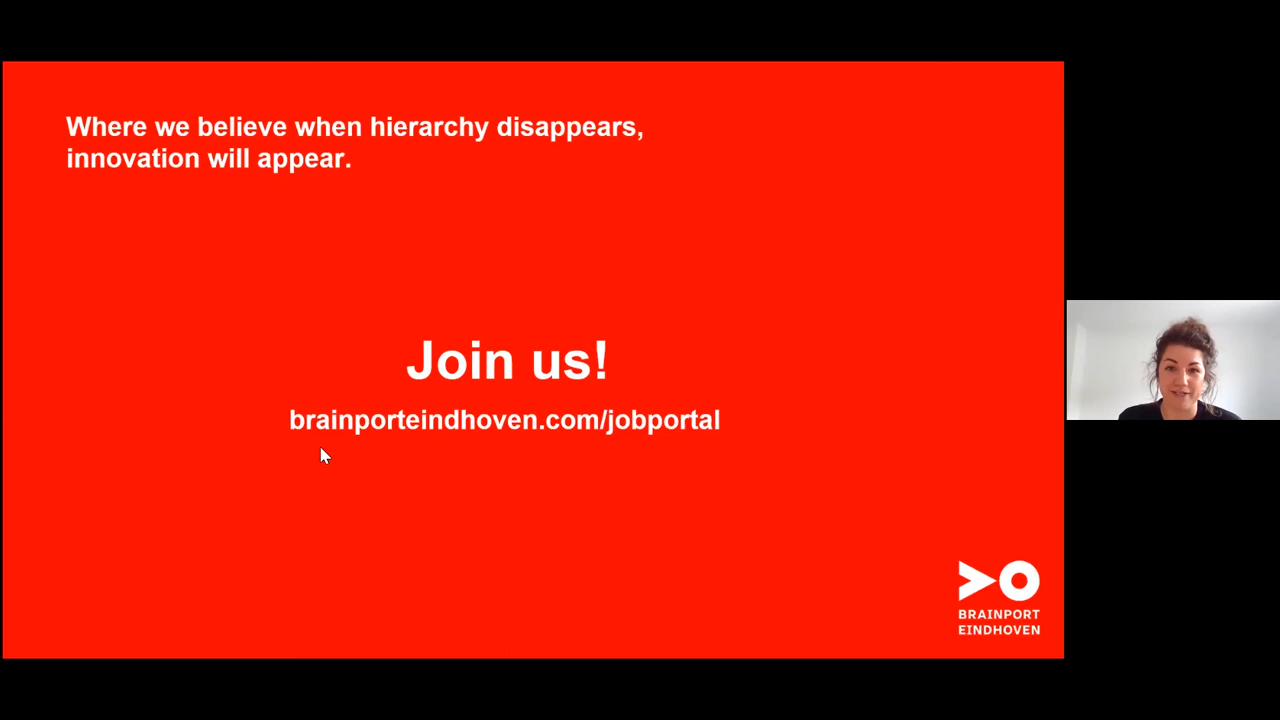 Where we believe when hierarchy disappears,
innovation will appear.
Join us!
brainporteindhoven.com/jobportal
BRAINPORT
EINDHOVEN